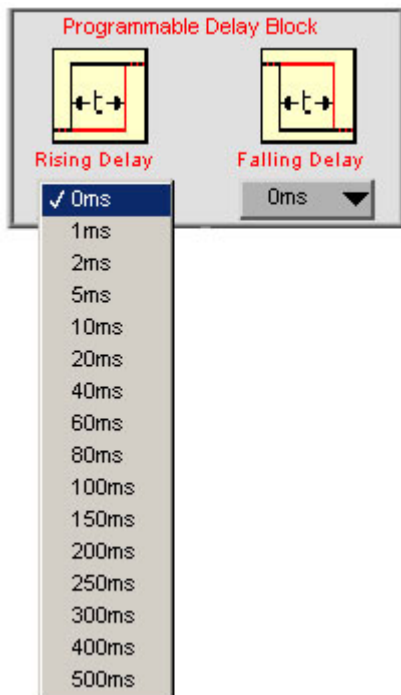 Programmable Delay Block
t
t
Rising Delay
Falling Delay
✓ 0ms
0ms
1ms
2ms
5ms
10ms
20ms
40ms
60ms
80ms
100ms
150ms
200ms
250ms
300ms
400ms
500ms